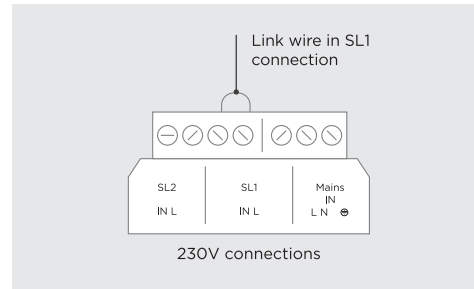 Link wire in SL1
connection
SL2
IN L
SL1
IN L
Mains
IN
L N ⏚
230V connections